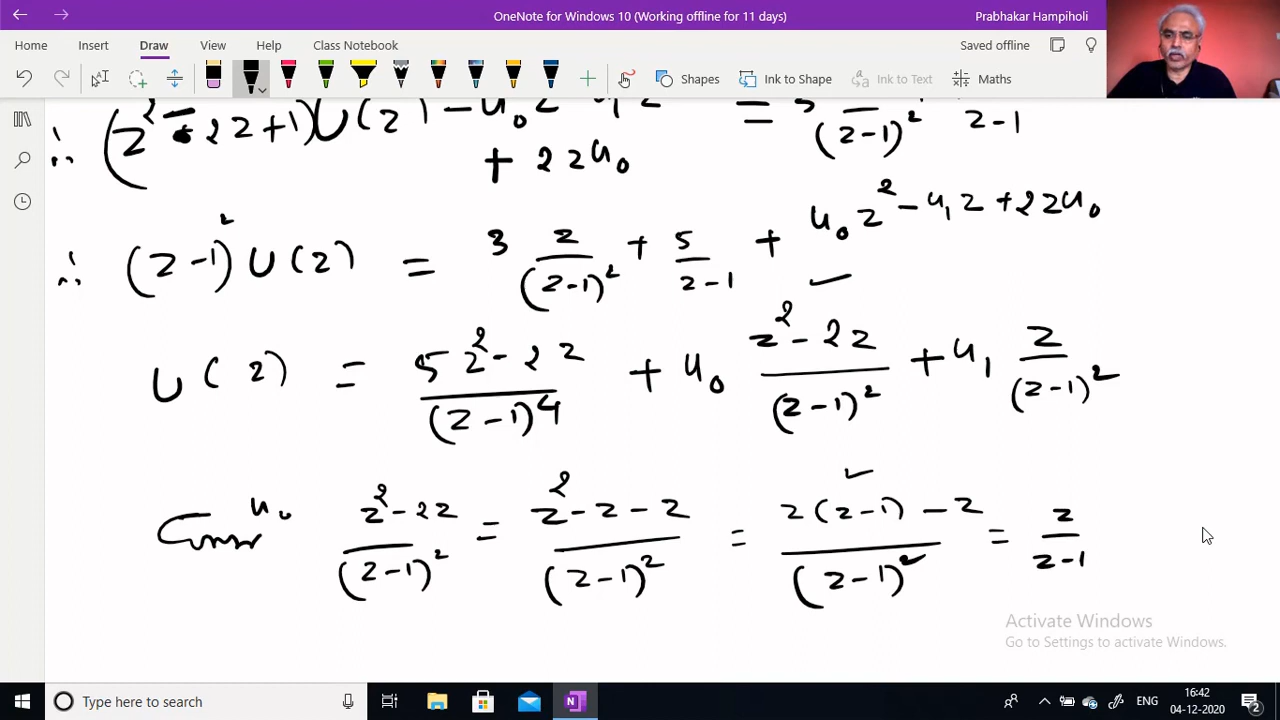 OneNote for Windows 10 (Working offline for 11 days)
Prabhakar Hampiholi
Home Insert Draw View Help Class Notebook
Saved offline
Shapes Ink to Shape Ink to Text Maths
∴ (z² - 2z+1)U(z) - u₀z² - u₁z = 3 z/(z-1)² z-1
+ 2zu₀
∴ (z-1)² U(z) = 3 z/(z-1)² + 5/z-1 + u₀z² - u₁z + 2zu₀
U(z) = 5z² - 2z/(z-1)⁴ + u₀ z² - 2z/(z-1)² + u₁ z/(z-1)²
u₀ z² - 2z/(z-1)² = z² - z - z/(z-1)² = z(z-1) - z/(z-1)² = z/z-1
Activate Windows
Go to Settings to activate Windows.
Type here to search
ENG
16:42
04-12-2020
2